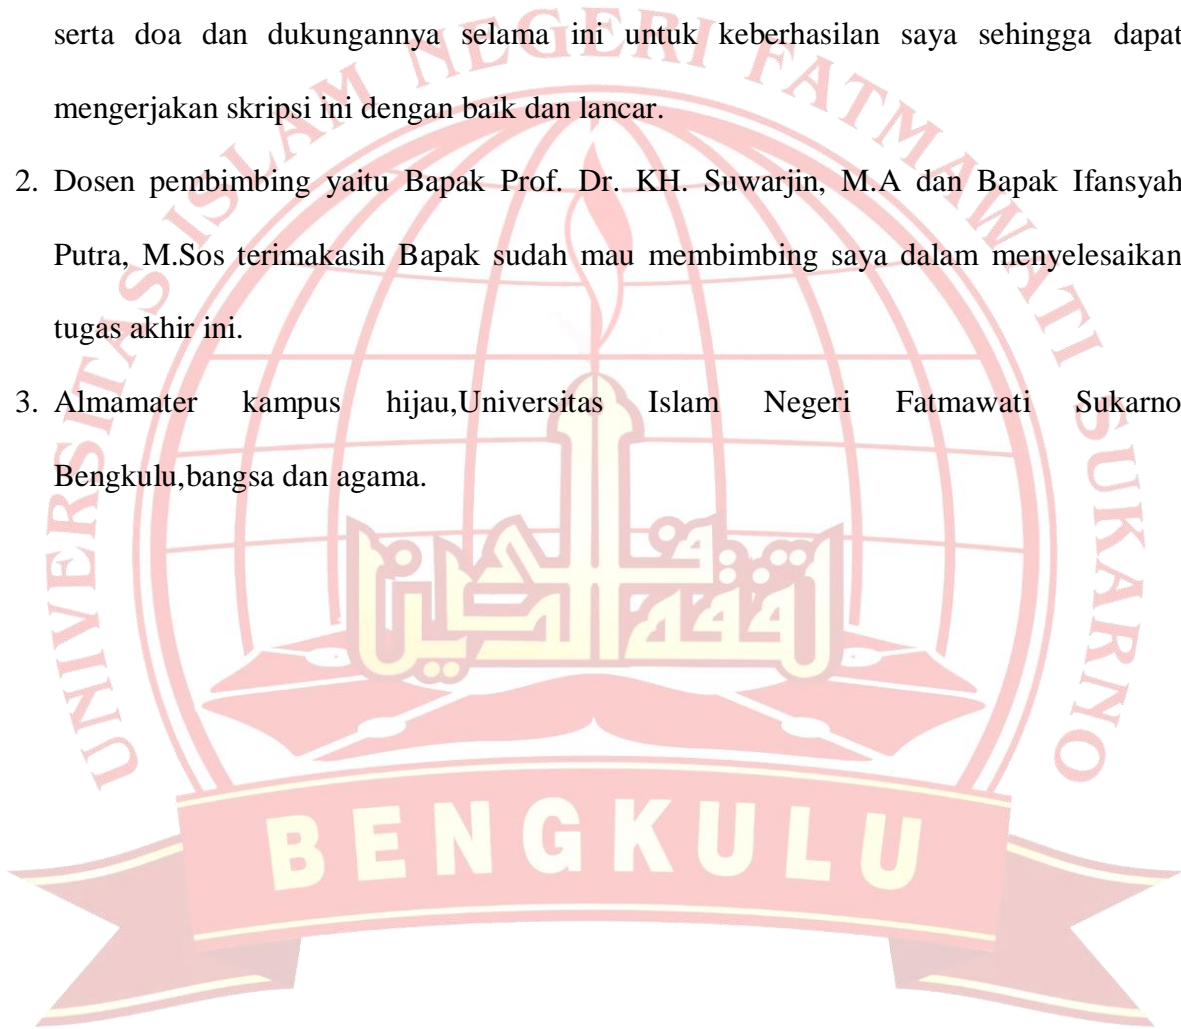 serta doa dan dukungannya selama ini untuk keberhasilan saya sehingga dapat
mengerjakan skripsi ini dengan baik dan lancar.
2. Dosen pembimbing yaitu Bapak Prof. Dr. KH. Suwarjin, M.A dan Bapak Ifansyah
Putra, M.Sos terimakasih Bapak sudah mau membimbing saya dalam menyelesaikan
tugas akhir ini.
3. Almamater kampus hijau,Universitas Islam Negeri Fatmawati Sukarno
Bengkulu,bangsa dan agama.
UNIVERSITAS ISLAM NEGERI FATMAWATI SUKARNO
BENGKULU